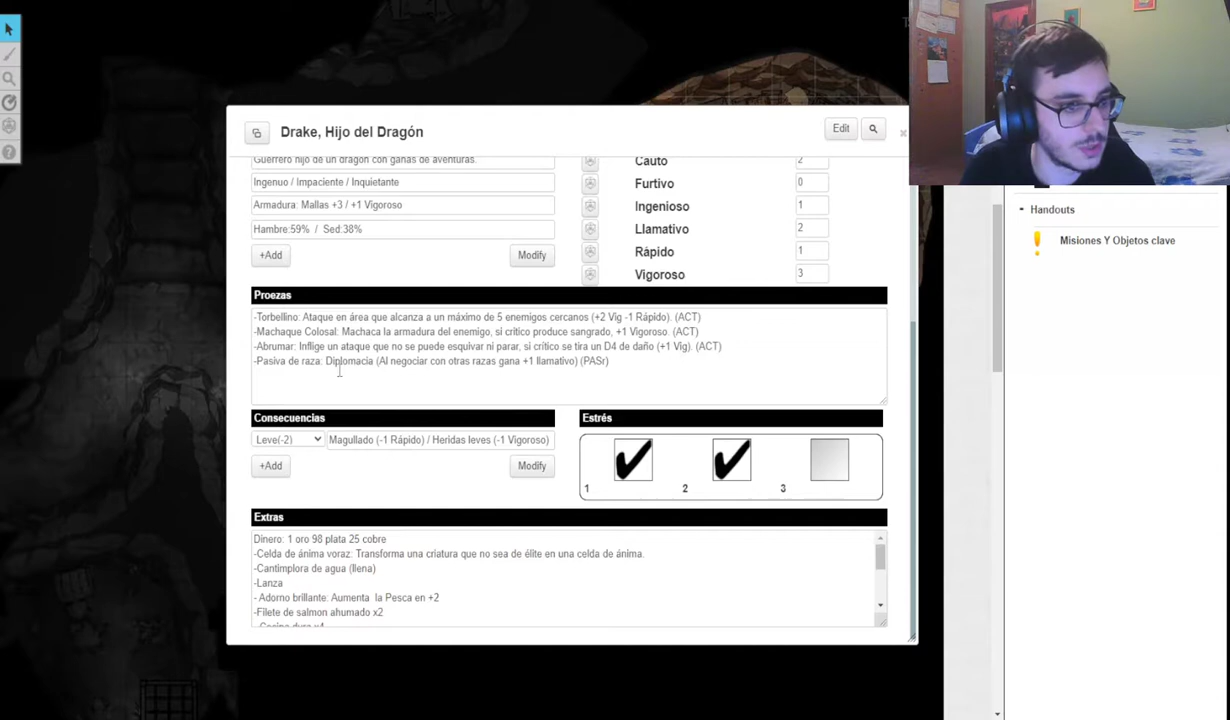 Drake, Hijo del Dragón
Edit
Guerrero hijo de un dragón con ganas de aventuras.
Ingenuo / Impaciente / Inquietante
Armadura: Mallas +3 / +1 Vigoroso
Hambre:59% / Sed:38%
+Add
Modify
Cauto 2
Furtivo 0
Ingenioso 1
Llamativo 2
Rápido 1
Vigoroso 3
Proezas
-Torbellino: Ataque en área que alcanza a un máximo de 5 enemigos cercanos (+2 Vig -1 Rápido). (ACT)
-Machaque Colosal: Machaca la armadura del enemigo, si crítico produce sangrado, +1 Vigoroso. (ACT)
-Abrumar: Inflige un ataque que no se puede esquivar ni parar, si crítico se tira un D4 de daño (+1 Vig). (ACT)
-Pasiva de raza: Diplomacia (Al negociar con otras razas gana +1 llamativo) (PASr)
Consecuencias
Leve(-2)
Magullado (-1 Rápido) / Heridas leves (-1 Vigoroso)
+Add
Modify
Estrés
1
2
3
Extras
Dinero: 1 oro 98 plata 25 cobre
-Celda de ánima voraz: Transforma una criatura que no sea de élite en una celda de ánima.
-Cantimplora de agua (llena)
-Lanza
- Adorno brillante: Aumenta la Pesca en +2
-Filete de salmon ahumado x2
Handouts
Misiones Y Objetos clave